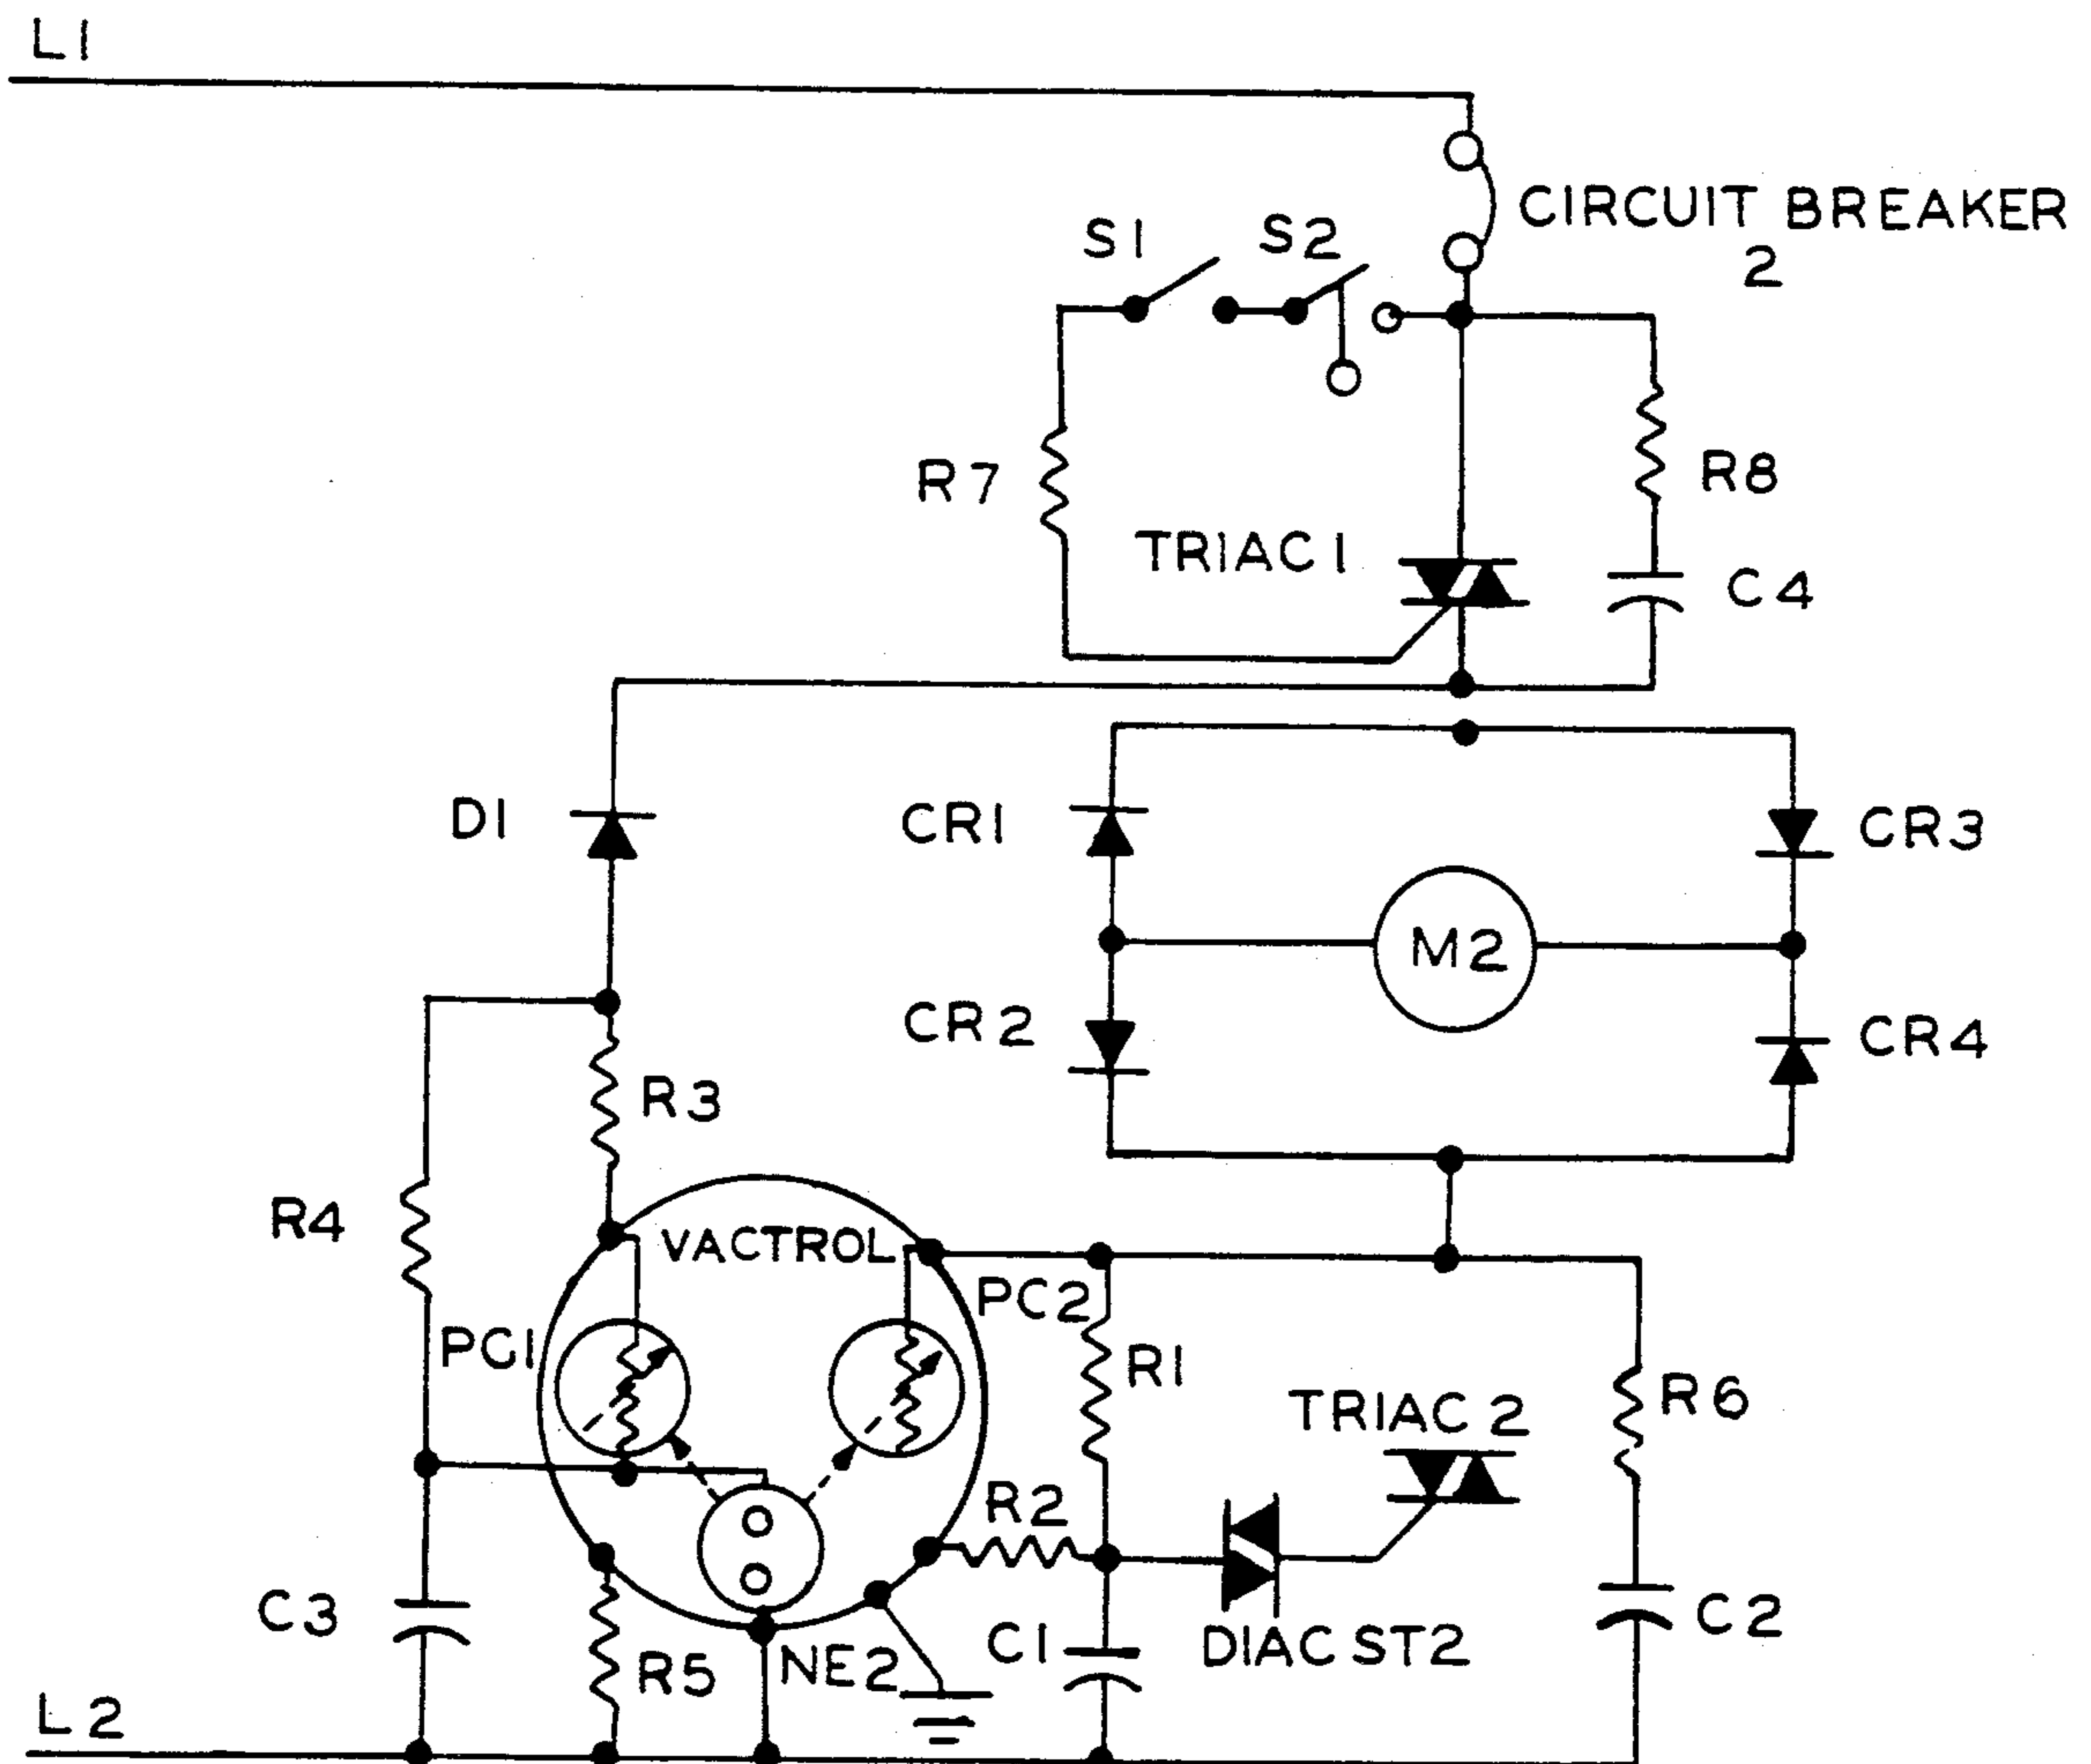 L1
CIRCUIT BREAKER
2
S1
S2
R7
R8
TRIAC 1
C4
D1
CR1
CR3
M2
CR2
CR4
R3
R4
VACTROL
PC2
PC1
R1
TRIAC 2
R6
R2
C3
C1
DIAC ST2
C2
R5
NE2
L2